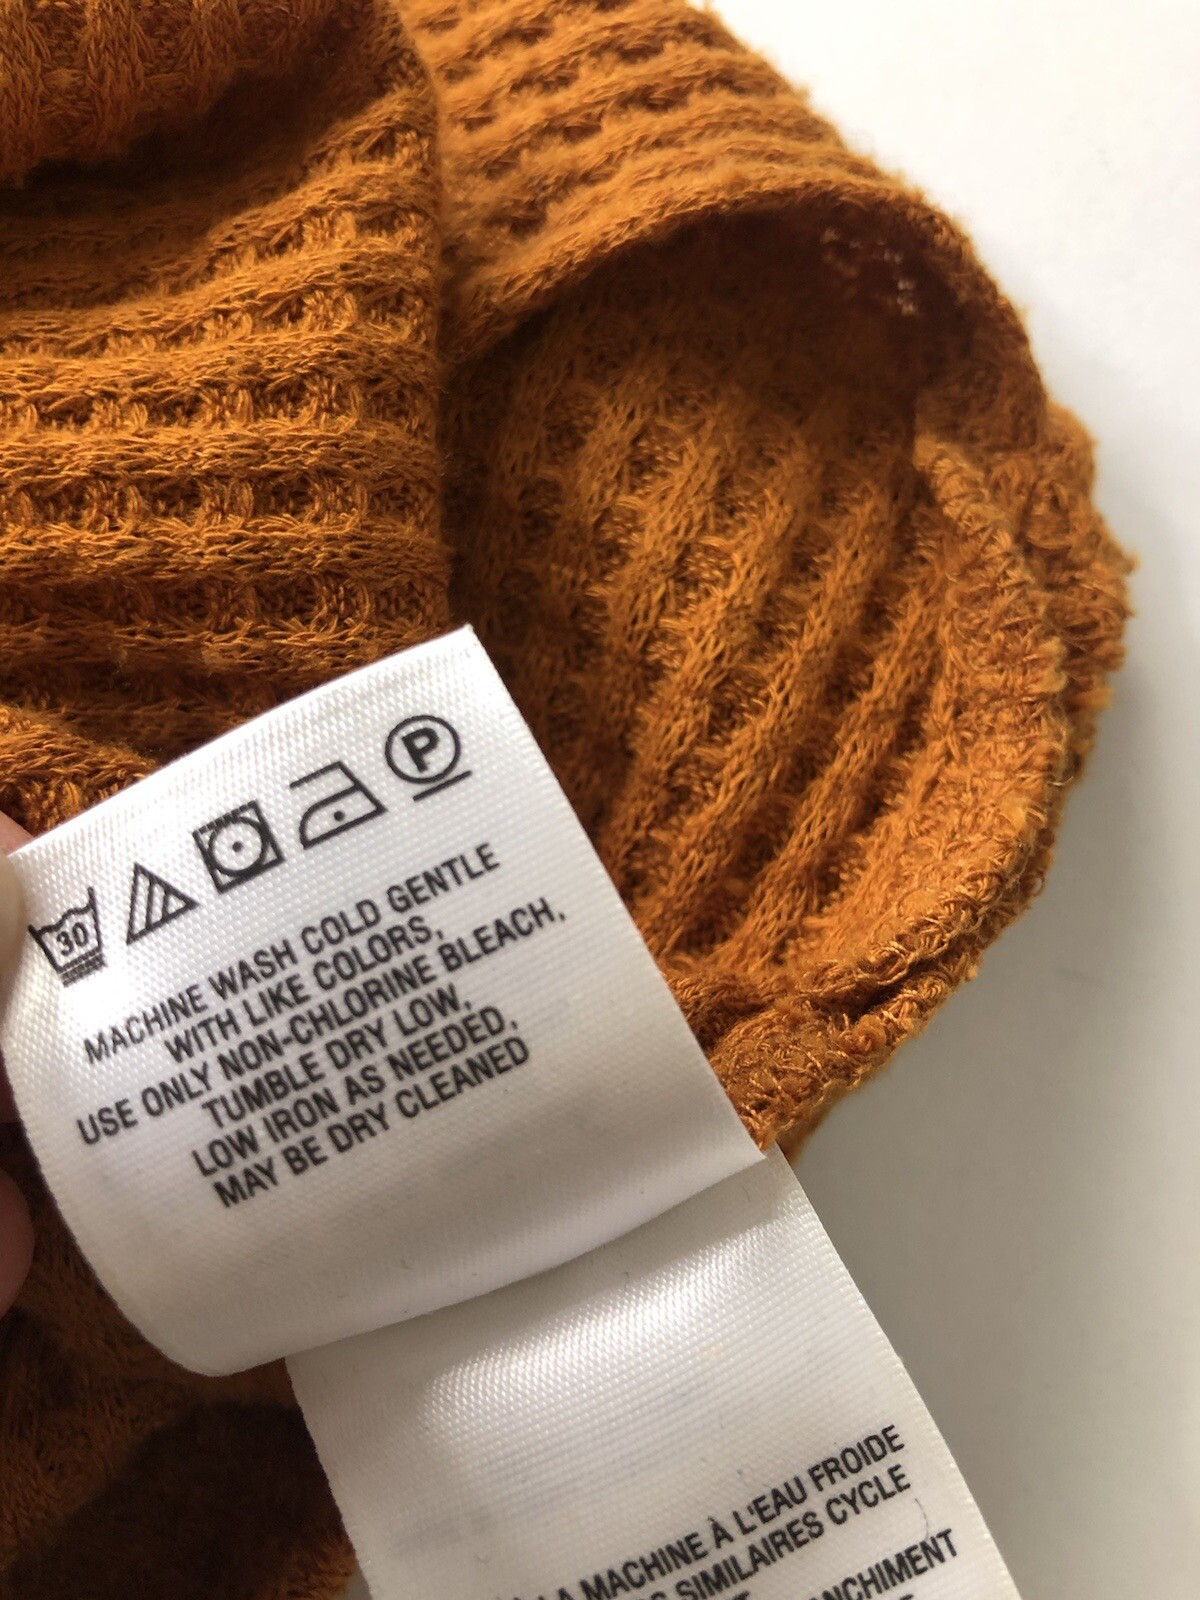 P
30
MACHINE WASH COLD GENTLE
WITH LIKE COLORS,
USE ONLY NON-CHLORINE BLEACH,
TUMBLE DRY LOW,
LOW IRON AS NEEDED,
MAY BE DRY CLEANED
MACHINE À L'EAU FROIDE
SIMILAIRES CYCLE